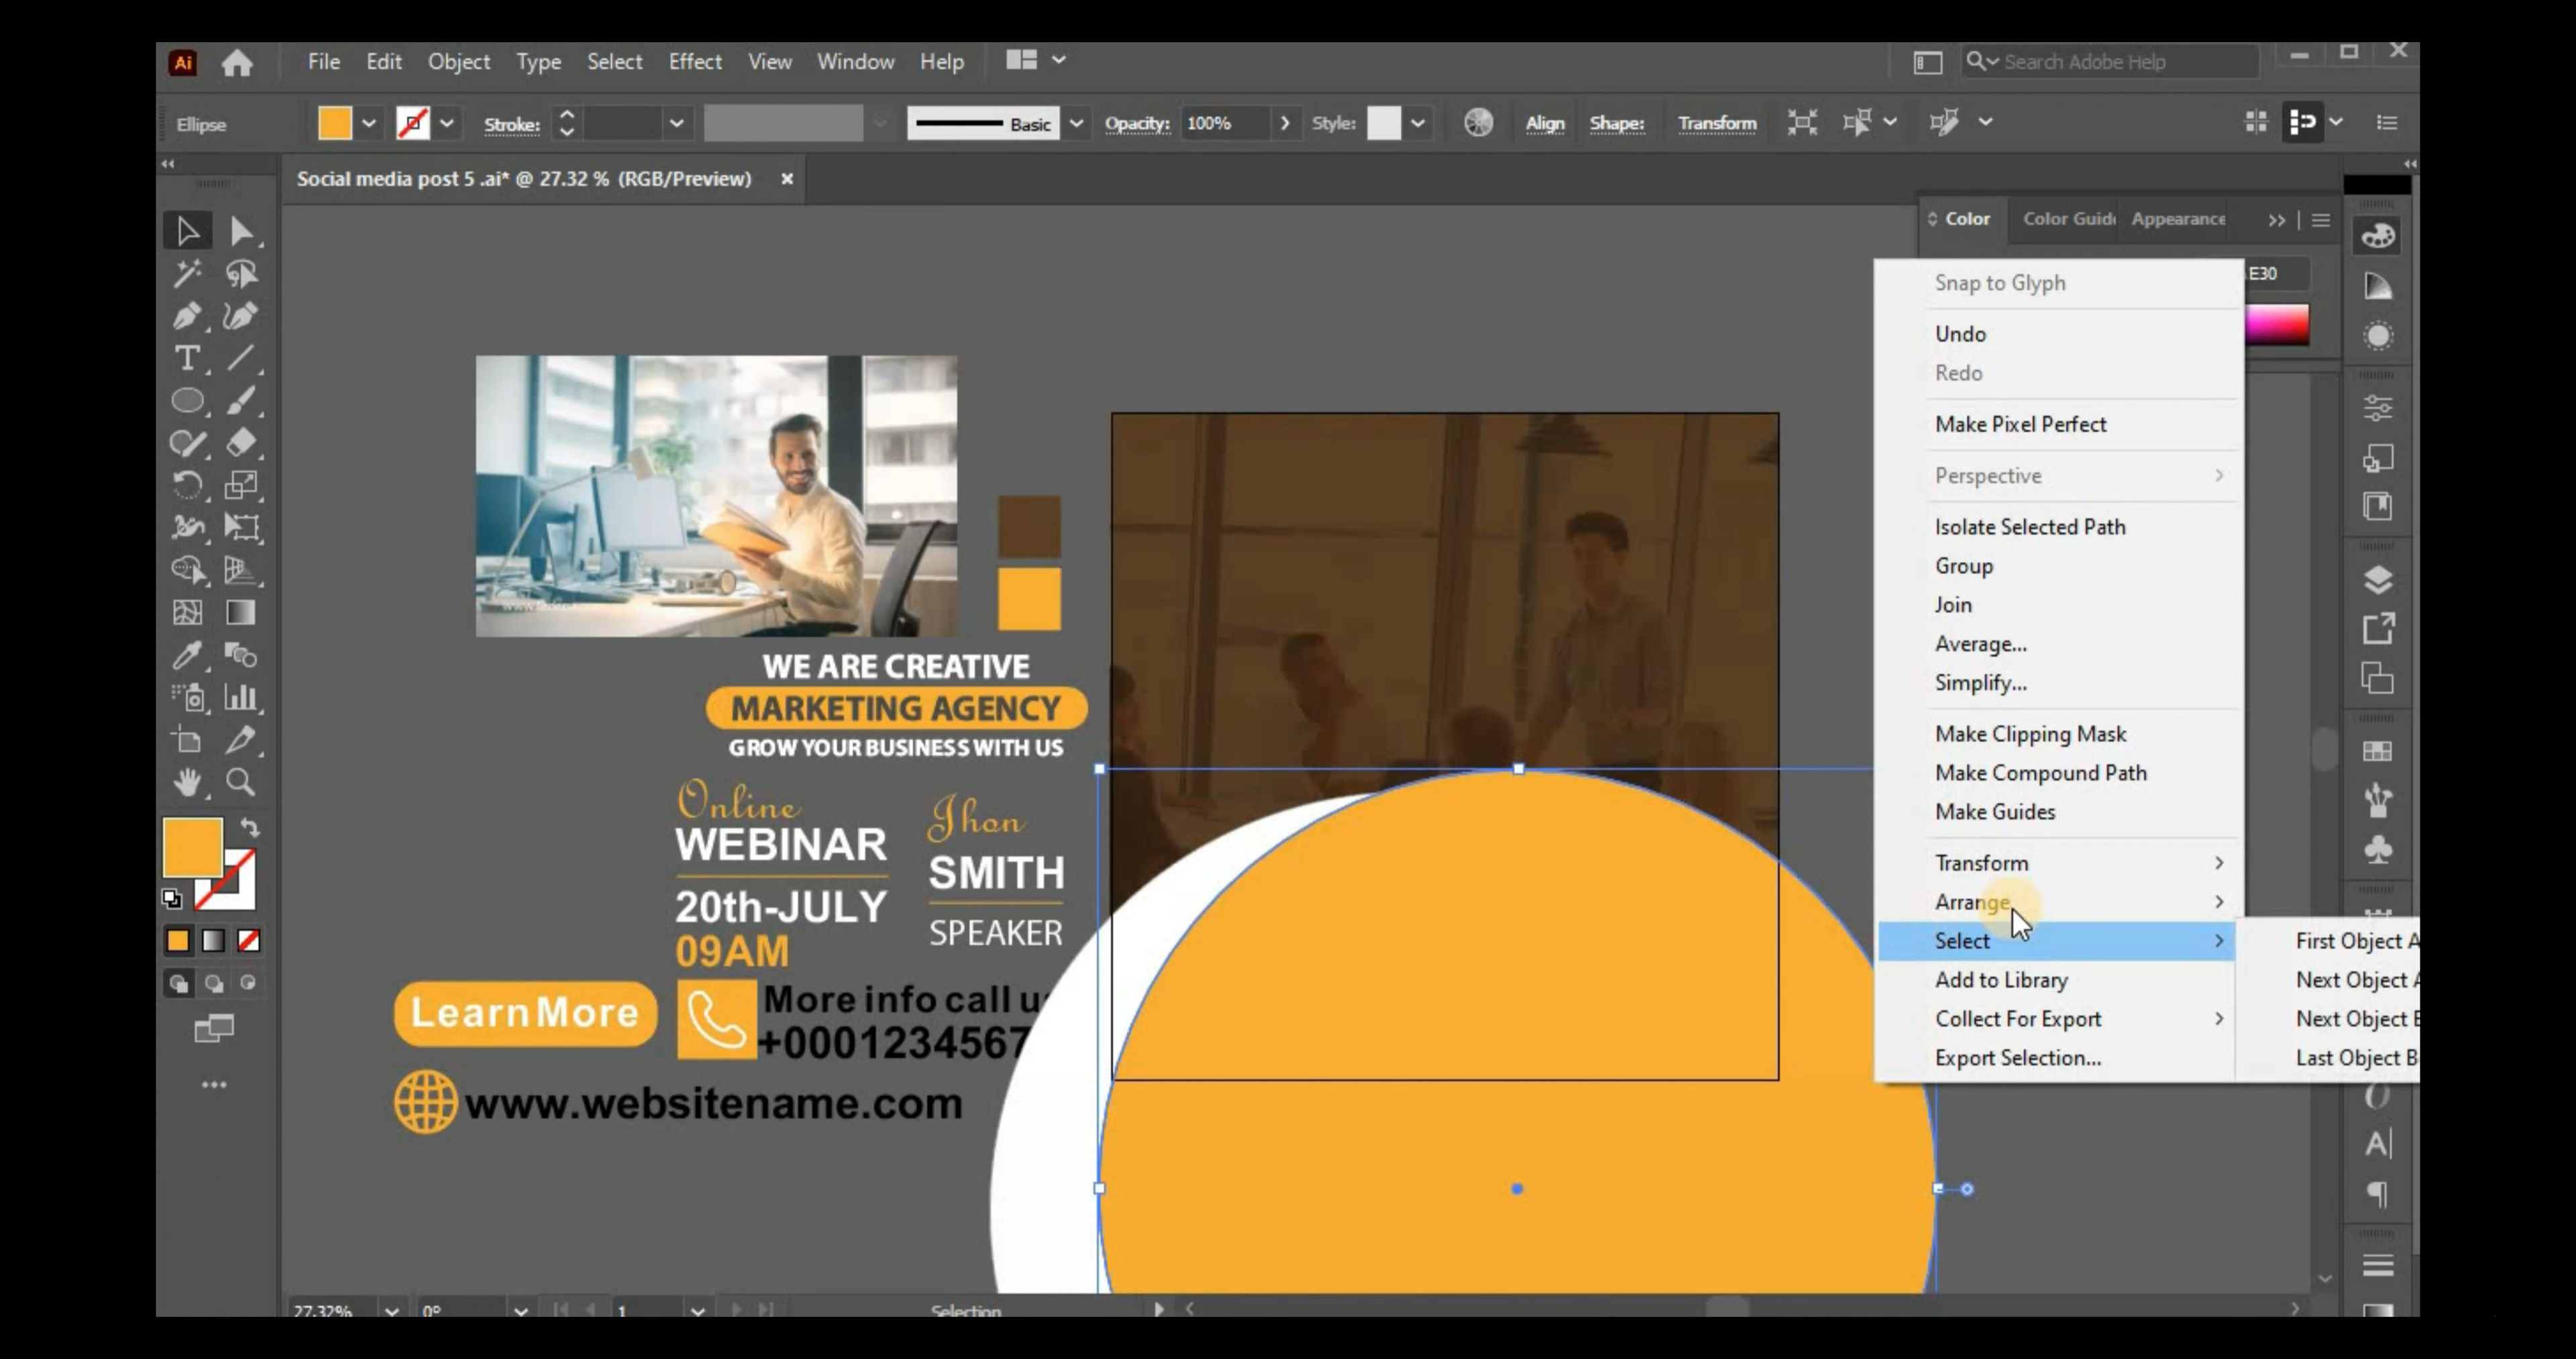 Ai File Edit Object Type Select Effect View Window Help Search Adobe Help
Ellipse Stroke: Basic Opacity: 100% Style: Align Shape: Transform
Social media post 5 .ai* @ 27.32 % (RGB/Preview) ×
Color Color Guid Appearance
E30
Snap to Glyph
Undo
Redo
Make Pixel Perfect
Perspective
Isolate Selected Path
Group
Join
Average...
Simplify...
Make Clipping Mask
Make Compound Path
Make Guides
Transform
Arrange
Select
Add to Library
Collect For Export
Export Selection...
First Object A
Next Object A
Next Object B
Last Object B
WE ARE CREATIVE
MARKETING AGENCY
GROW YOUR BUSINESS WITH US
Online
WEBINAR
20th-JULY
09AM
Jhon
SMITH
SPEAKER
Learn More
More info call us
+0001234567
www.websitename.com
27.32% 0° 1 Selection